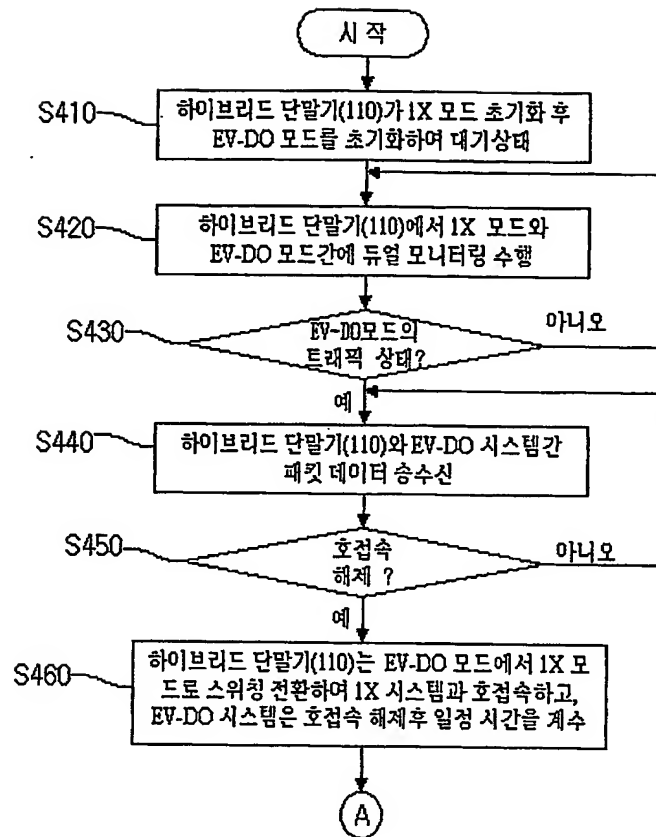 시 작
S410
하이브리드 단말기(110)가 1X 모드 초기화 후
EV-DO 모드를 초기화하며 대기상태
S420
하이브리드 단말기(110)에서 1X 모드와
EV-DO 모드간에 듀얼 모니터링 수행
S430
EV-DO모드의
트래픽 상태?
아니오
예
S440
하이브리드 단말기(110)와 EV-DO 시스템간
패킷 데이터 송수신
S450
호접속
해제 ?
아니오
예
S460
하이브리드 단말기(110)는 EV-DO 모드에서 1X 모
드로 스위칭 전환하며 1X 시스템과 호접속하고,
EV-DO 시스템은 호접속 해제후 일정 시간을 계수
A